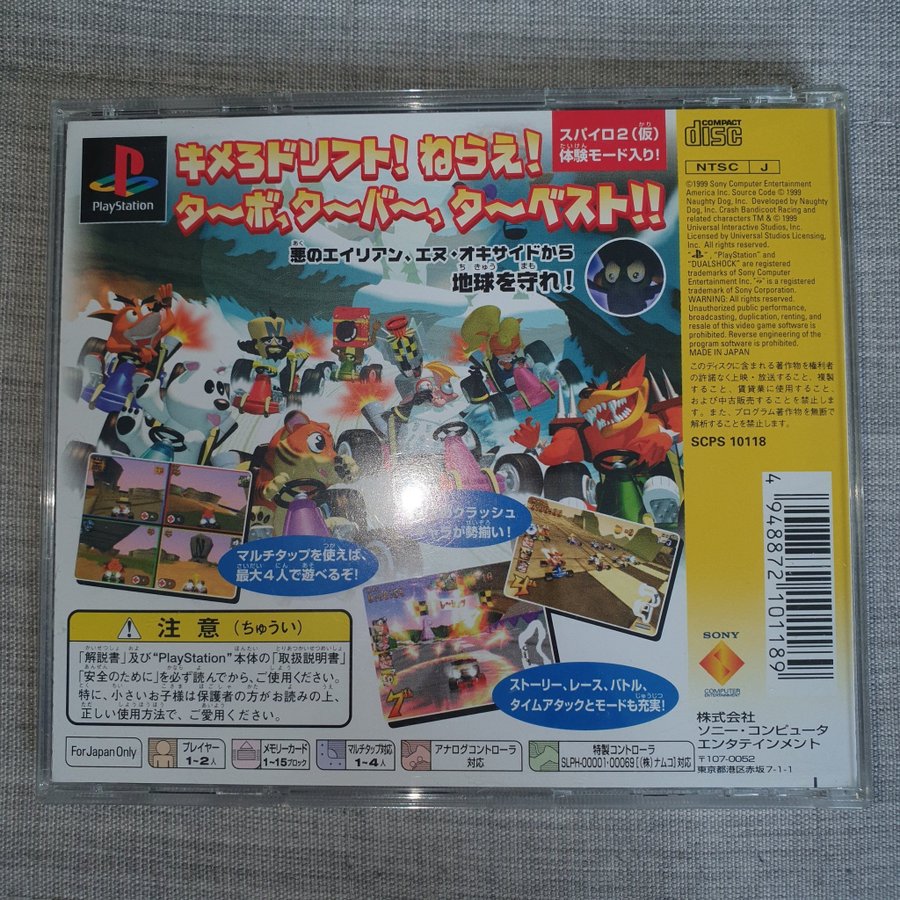 PlayStation
キメろドリフト! ねらえ!
ターボ、ターバー、ターベスト!!
スパイロ2(仮)
体験モード入り!
悪のエイリアン、エヌ・オキサイドから
地球を守れ!
COMPACT
disc
NTSC J
©1999 Sony Computer Entertainment
America Inc. Source Code © 1999
Naughty Dog, Inc. Developed by Naughty
Dog, Inc. Crash Bandicoot Racing and
related characters TM & © 1999
Universal Interactive Studios, Inc.
Licensed by Universal Studios Licensing,
Inc. All rights reserved.
" ", "PlayStation" and
"DUALSHOCK" are registered
trademarks of Sony Computer
Entertainment Inc. " " is a registered
trademark of Sony Corporation.
WARNING: All rights reserved.
Unauthorized public performance,
broadcasting, duplication, renting, and
resale of this video game software is
prohibited. Reverse engineering of the
program software is prohibited.
MADE IN JAPAN
このディスクに含まれる著作物を権利者
の許諾なく上映・放送すること、複製
すること、賃貸業に使用すること、
および中古販売することを禁止しま
す。また、プログラム著作物を無断で
解析することを禁止します。
SCPS 10118
4 948872 101189
クラッシュ
キャラが勢揃い!
マルチタップを使えば、
最大4人で遊べるぞ!
ストーリー、レース、バトル、
タイムアタックとモードも充実!
注意(ちゅうい)
「解説書」及び“PlayStation”本体の「取扱説明書」
「安全のために」を必ず読んでから、ご使用ください。
特に、小さいお子様は保護者の方がお読みの上、
正しい使用方法で、ご愛用ください。
For Japan Only
プレイヤー
1~2人
メモリーカード
1~15ブロック
マルチタップ対応
1~4人
アナログコントローラ
対応
特製コントローラ
SLPH-00001・00069[(株)ナムコ]対応
SONY
COMPUTER
ENTERTAINMENT
株式会社
ソニー・コンピュータ
エンタテインメント
〒107-0052
東京都港区赤坂7-1-1